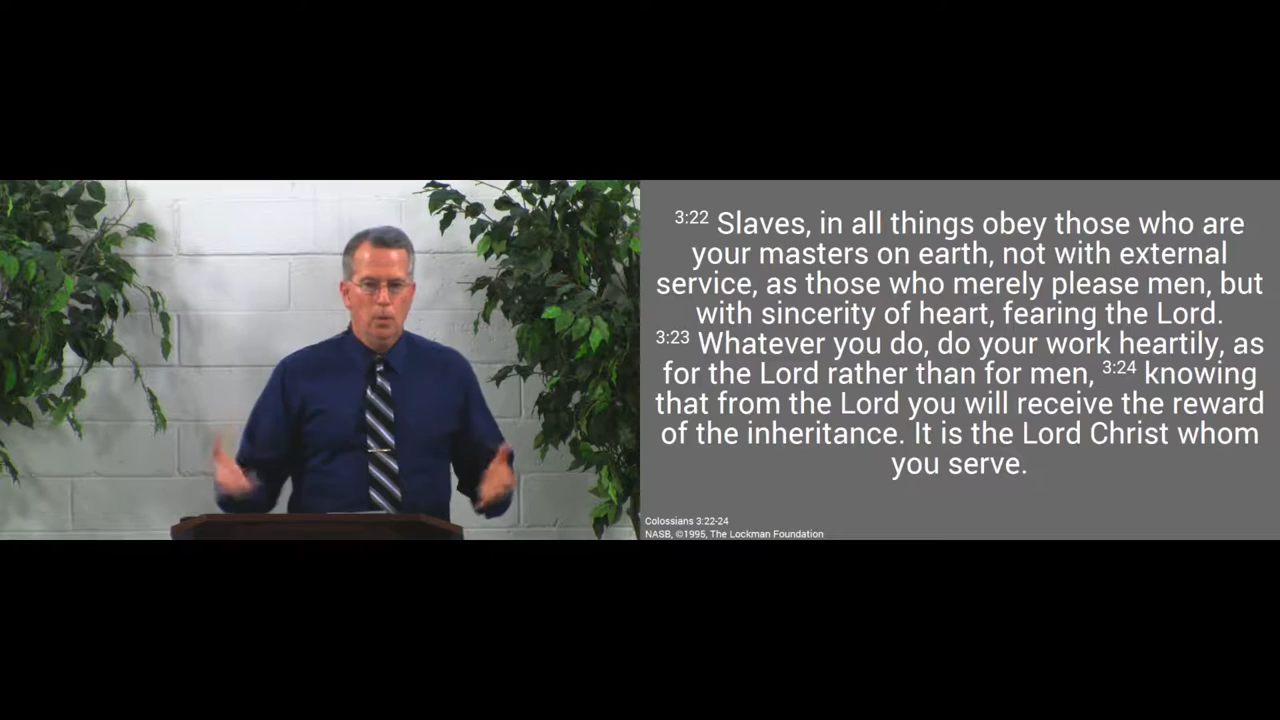 3:22 Slaves, in all things obey those who are
your masters on earth, not with external
service, as those who merely please men, but
with sincerity of heart, fearing the Lord.
3:23 Whatever you do, do your work heartily, as
for the Lord rather than for men, 3:24 knowing
that from the Lord you will receive the reward
of the inheritance. It is the Lord Christ whom
you serve.
Colossians 3:22-24
NASB, ©1995, The Lockman Foundation